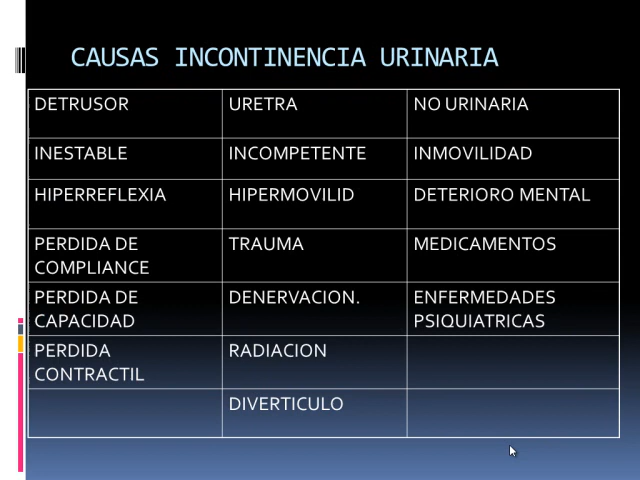 CAUSAS INCONTINENCIA URINARIA
DETRUSOR URETRA NO URINARIA
INESTABLE INCOMPETENTE INMOVILIDAD
HIPERREFLEXIA HIPERMOVILID DETERIORO MENTAL
PERDIDA DE COMPLIANCE TRAUMA MEDICAMENTOS
PERDIDA DE CAPACIDAD DENERVACION. ENFERMEDADES PSIQUIATRICAS
PERDIDA CONTRACTIL RADIACION
DIVERTICULO